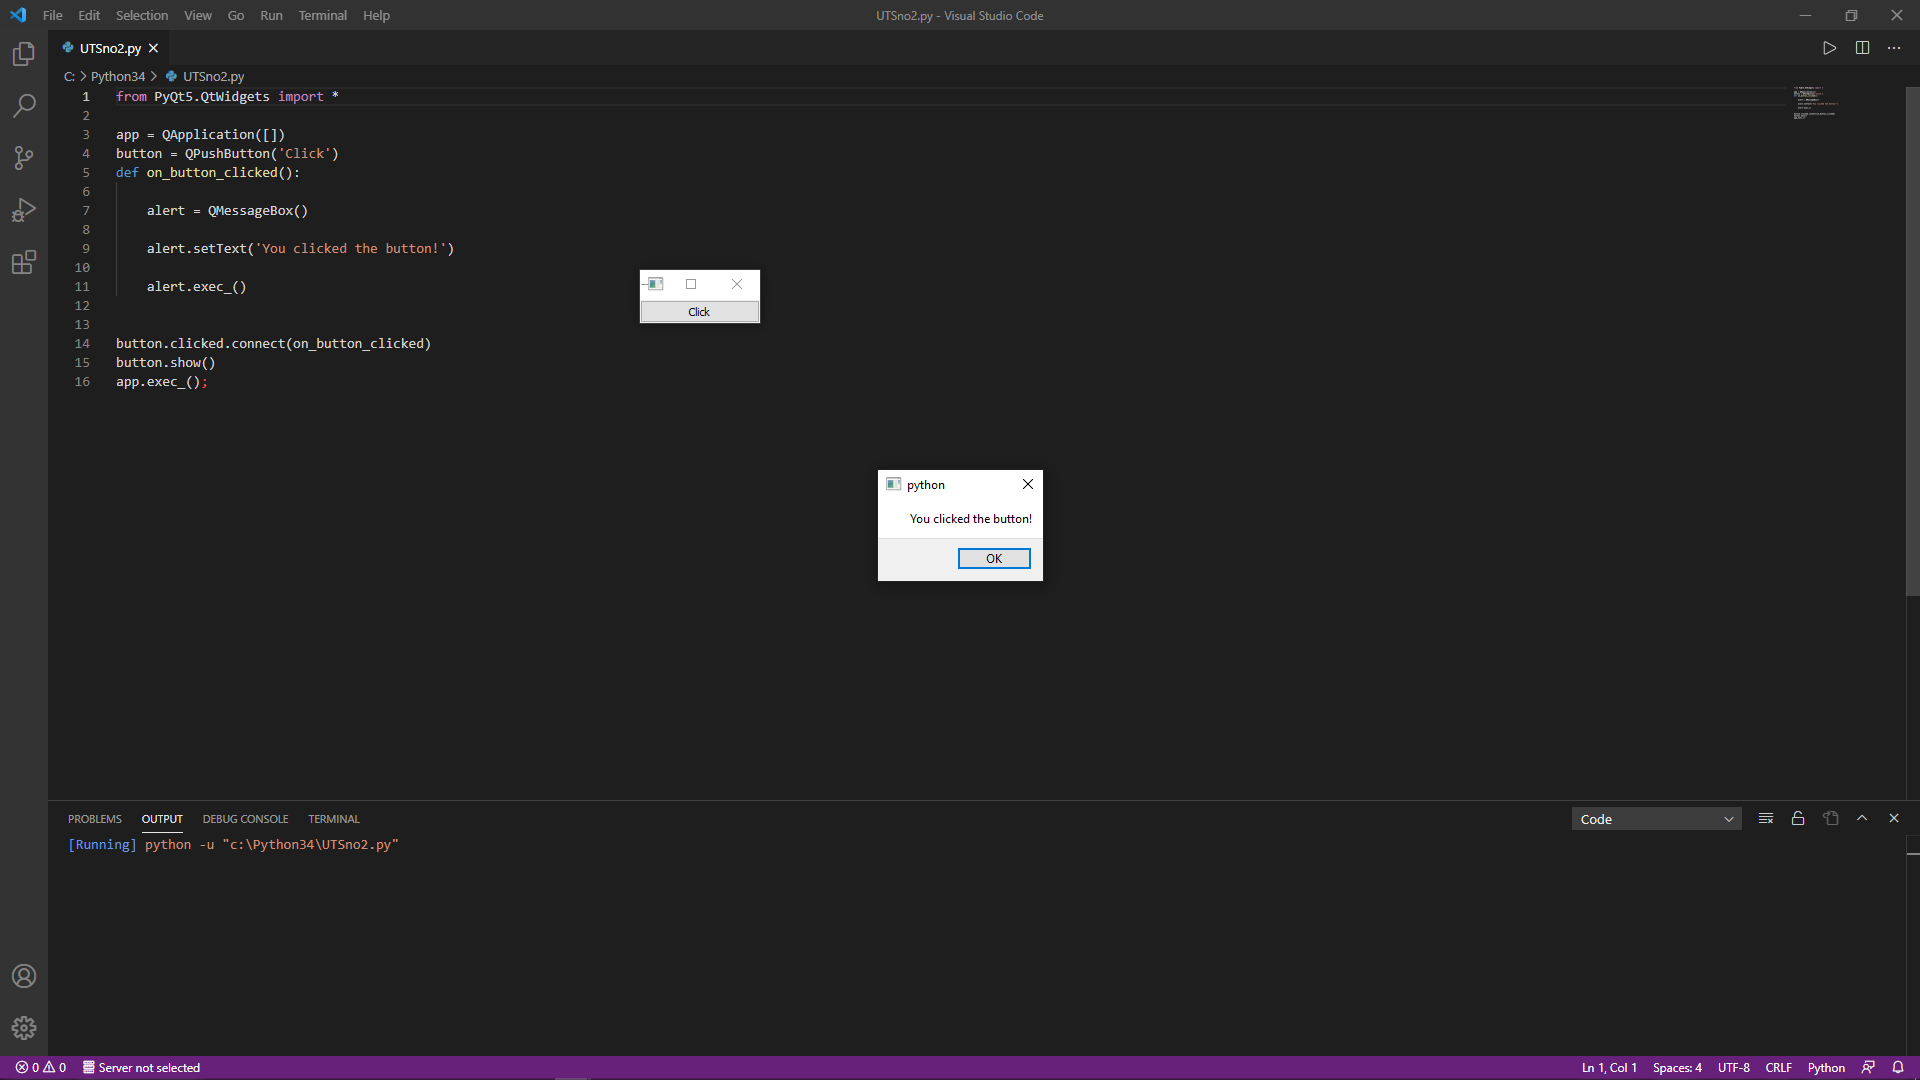 File Edit Selection View Go Run Terminal Help
UTSno2.py - Visual Studio Code
UTSno2.py
C: > Python34 > UTSno2.py
1 from PyQt5.QtWidgets import *
2
3 app = QApplication([])
4 button = QPushButton('Click')
5 def on_button_clicked():
6
7 alert = QMessageBox()
8
9 alert.setText('You clicked the button!')
10
11 alert.exec_()
12
13
14 button.clicked.connect(on_button_clicked)
15 button.show()
16 app.exec_();
Click
python
You clicked the button!
OK
PROBLEMS OUTPUT DEBUG CONSOLE TERMINAL
Code
[Running] python -u "c:\Python34\UTSno2.py"
0 0 Server not selected
Ln 1, Col 1 Spaces: 4 UTF-8 CRLF Python